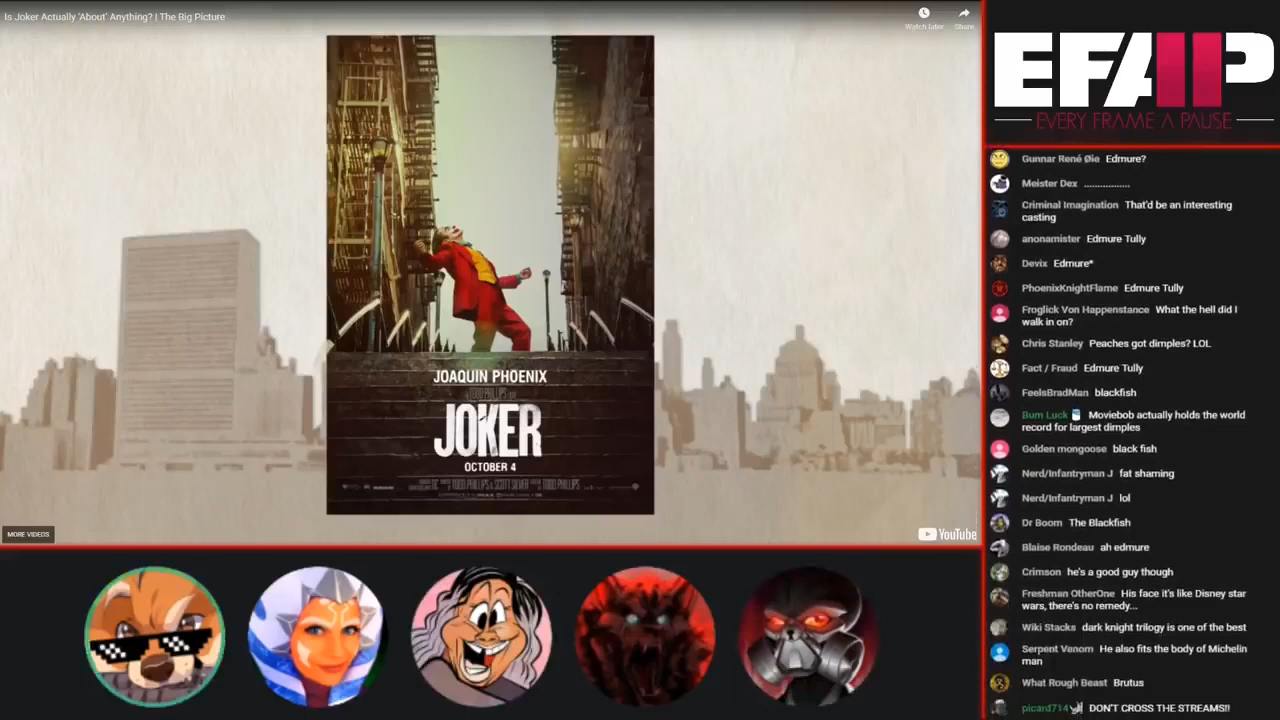 Is Joker Actually 'About' Anything? | The Big Picture
Watch later
Share
JOAQUIN PHOENIX
JOKER
OCTOBER 4
TODD PHILLIPS & SCOTT SILVER
TODD PHILLIPS
MORE VIDEOS
YouTube
EFAP
EVERY FRAME A PAUSE
Gunnar René Øie Edmure?
Meister Dex .................
Criminal Imagination That'd be an interesting
casting
anonamister Edmure Tully
Devix Edmure*
PhoenixKnightFlame Edmure Tully
Froglick Von Happenstance What the hell did I
walk in on?
Chris Stanley Peaches got dimples? LOL
Fact / Fraud Edmure Tully
FeelsBradMan blackfish
Bum Luck Moviebob actually holds the world
record for largest dimples
Golden mongoose black fish
Nerd/Infantryman J fat shaming
Nerd/Infantryman J lol
Dr Boom The Blackfish
Blaise Rondeau ah edmure
Crimson he's a good guy though
Freshman OtherOne His face it's like Disney star
wars, there's no remedy...
Wiki Stacks dark knight trilogy is one of the best
Serpent Venom He also fits the body of Michelin
man
What Rough Beast Brutus
picard714 DON'T CROSS THE STREAMS!!